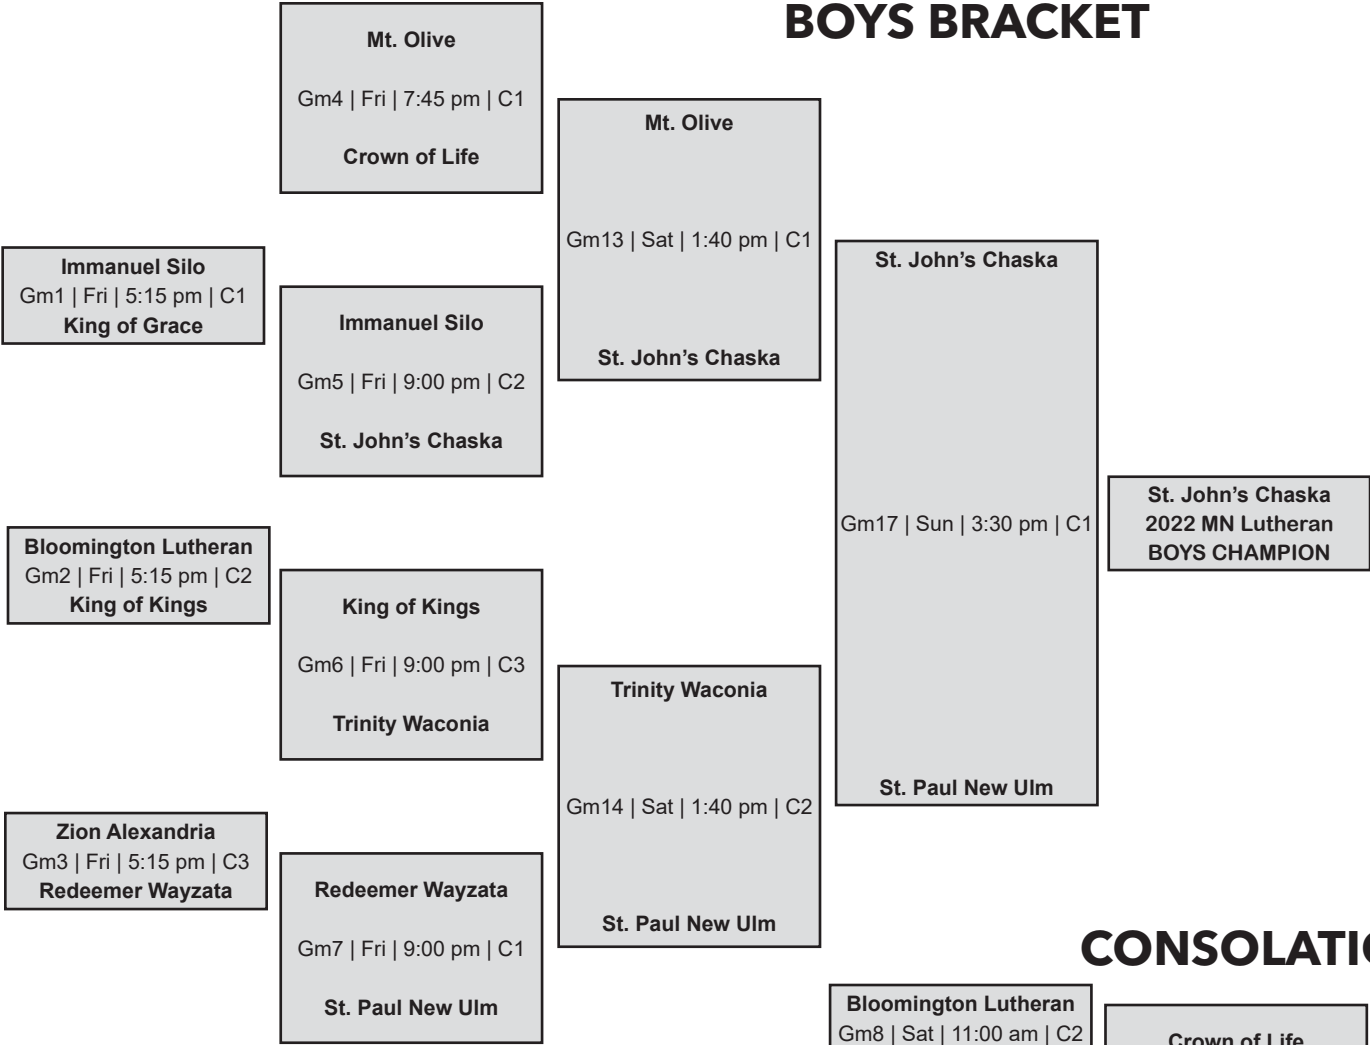 BOYS BRACKET
Mt. Olive
Gm4 | Fri | 7:45 pm | C1
Crown of Life
Immanuel Silo
Gm1 | Fri | 5:15 pm | C1
King of Grace
Immanuel Silo
Gm5 | Fri | 9:00 pm | C2
St. John’s Chaska
Bloomington Lutheran
Gm2 | Fri | 5:15 pm | C2
King of Kings
King of Kings
Gm6 | Fri | 9:00 pm | C3
Trinity Waconia
Zion Alexandria
Gm3 | Fri | 5:15 pm | C3
Redeemer Wayzata
Redeemer Wayzata
Gm7 | Fri | 9:00 pm | C1
St. Paul New Ulm
Mt. Olive
Gm13 | Sat | 1:40 pm | C1
St. John’s Chaska
Trinity Waconia
Gm14 | Sat | 1:40 pm | C2
St. Paul New Ulm
St. John’s Chaska
Gm17 | Sun | 3:30 pm | C1
St. Paul New Ulm
St. John’s Chaska
2022 MN Lutheran
BOYS CHAMPION
Bloomington Lutheran
Gm8 | Sat | 11:00 am | C2
Crown of Life